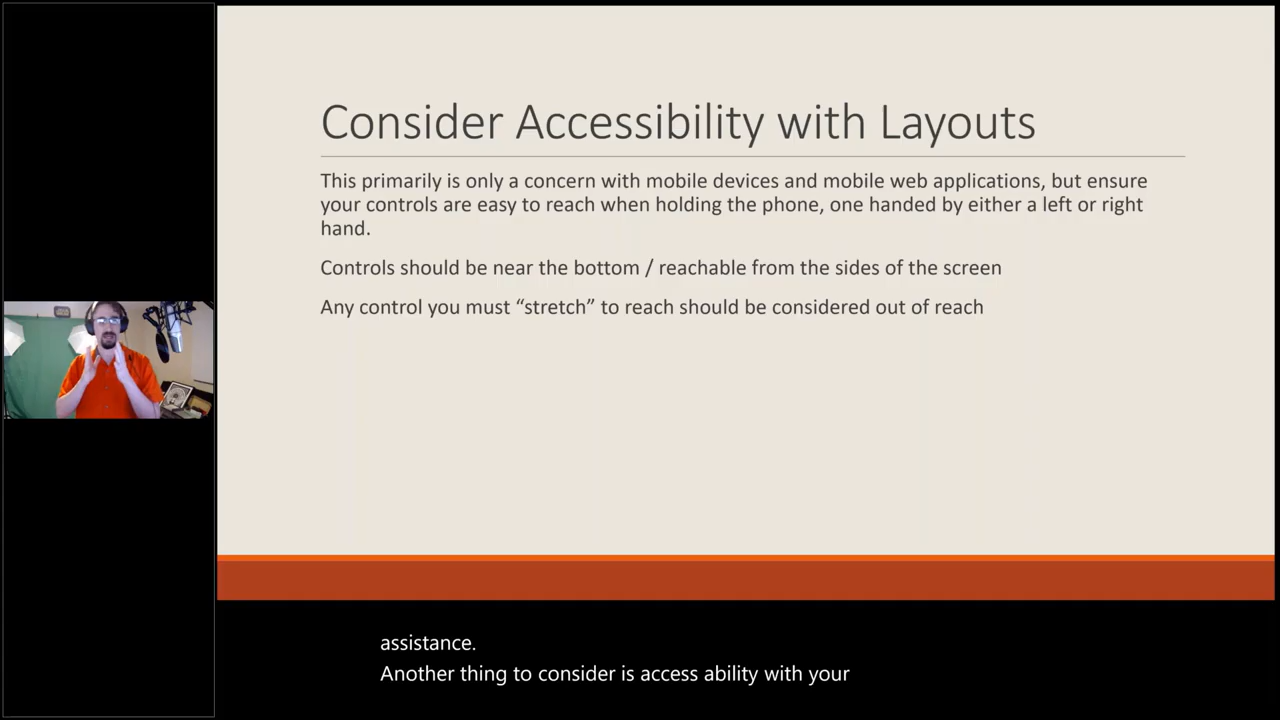 Consider Accessibility with Layouts
This primarily is only a concern with mobile devices and mobile web applications, but ensure
your controls are easy to reach when holding the phone, one handed by either a left or right
hand.
Controls should be near the bottom / reachable from the sides of the screen
Any control you must “stretch” to reach should be considered out of reach
assistance.
Another thing to consider is access ability with your